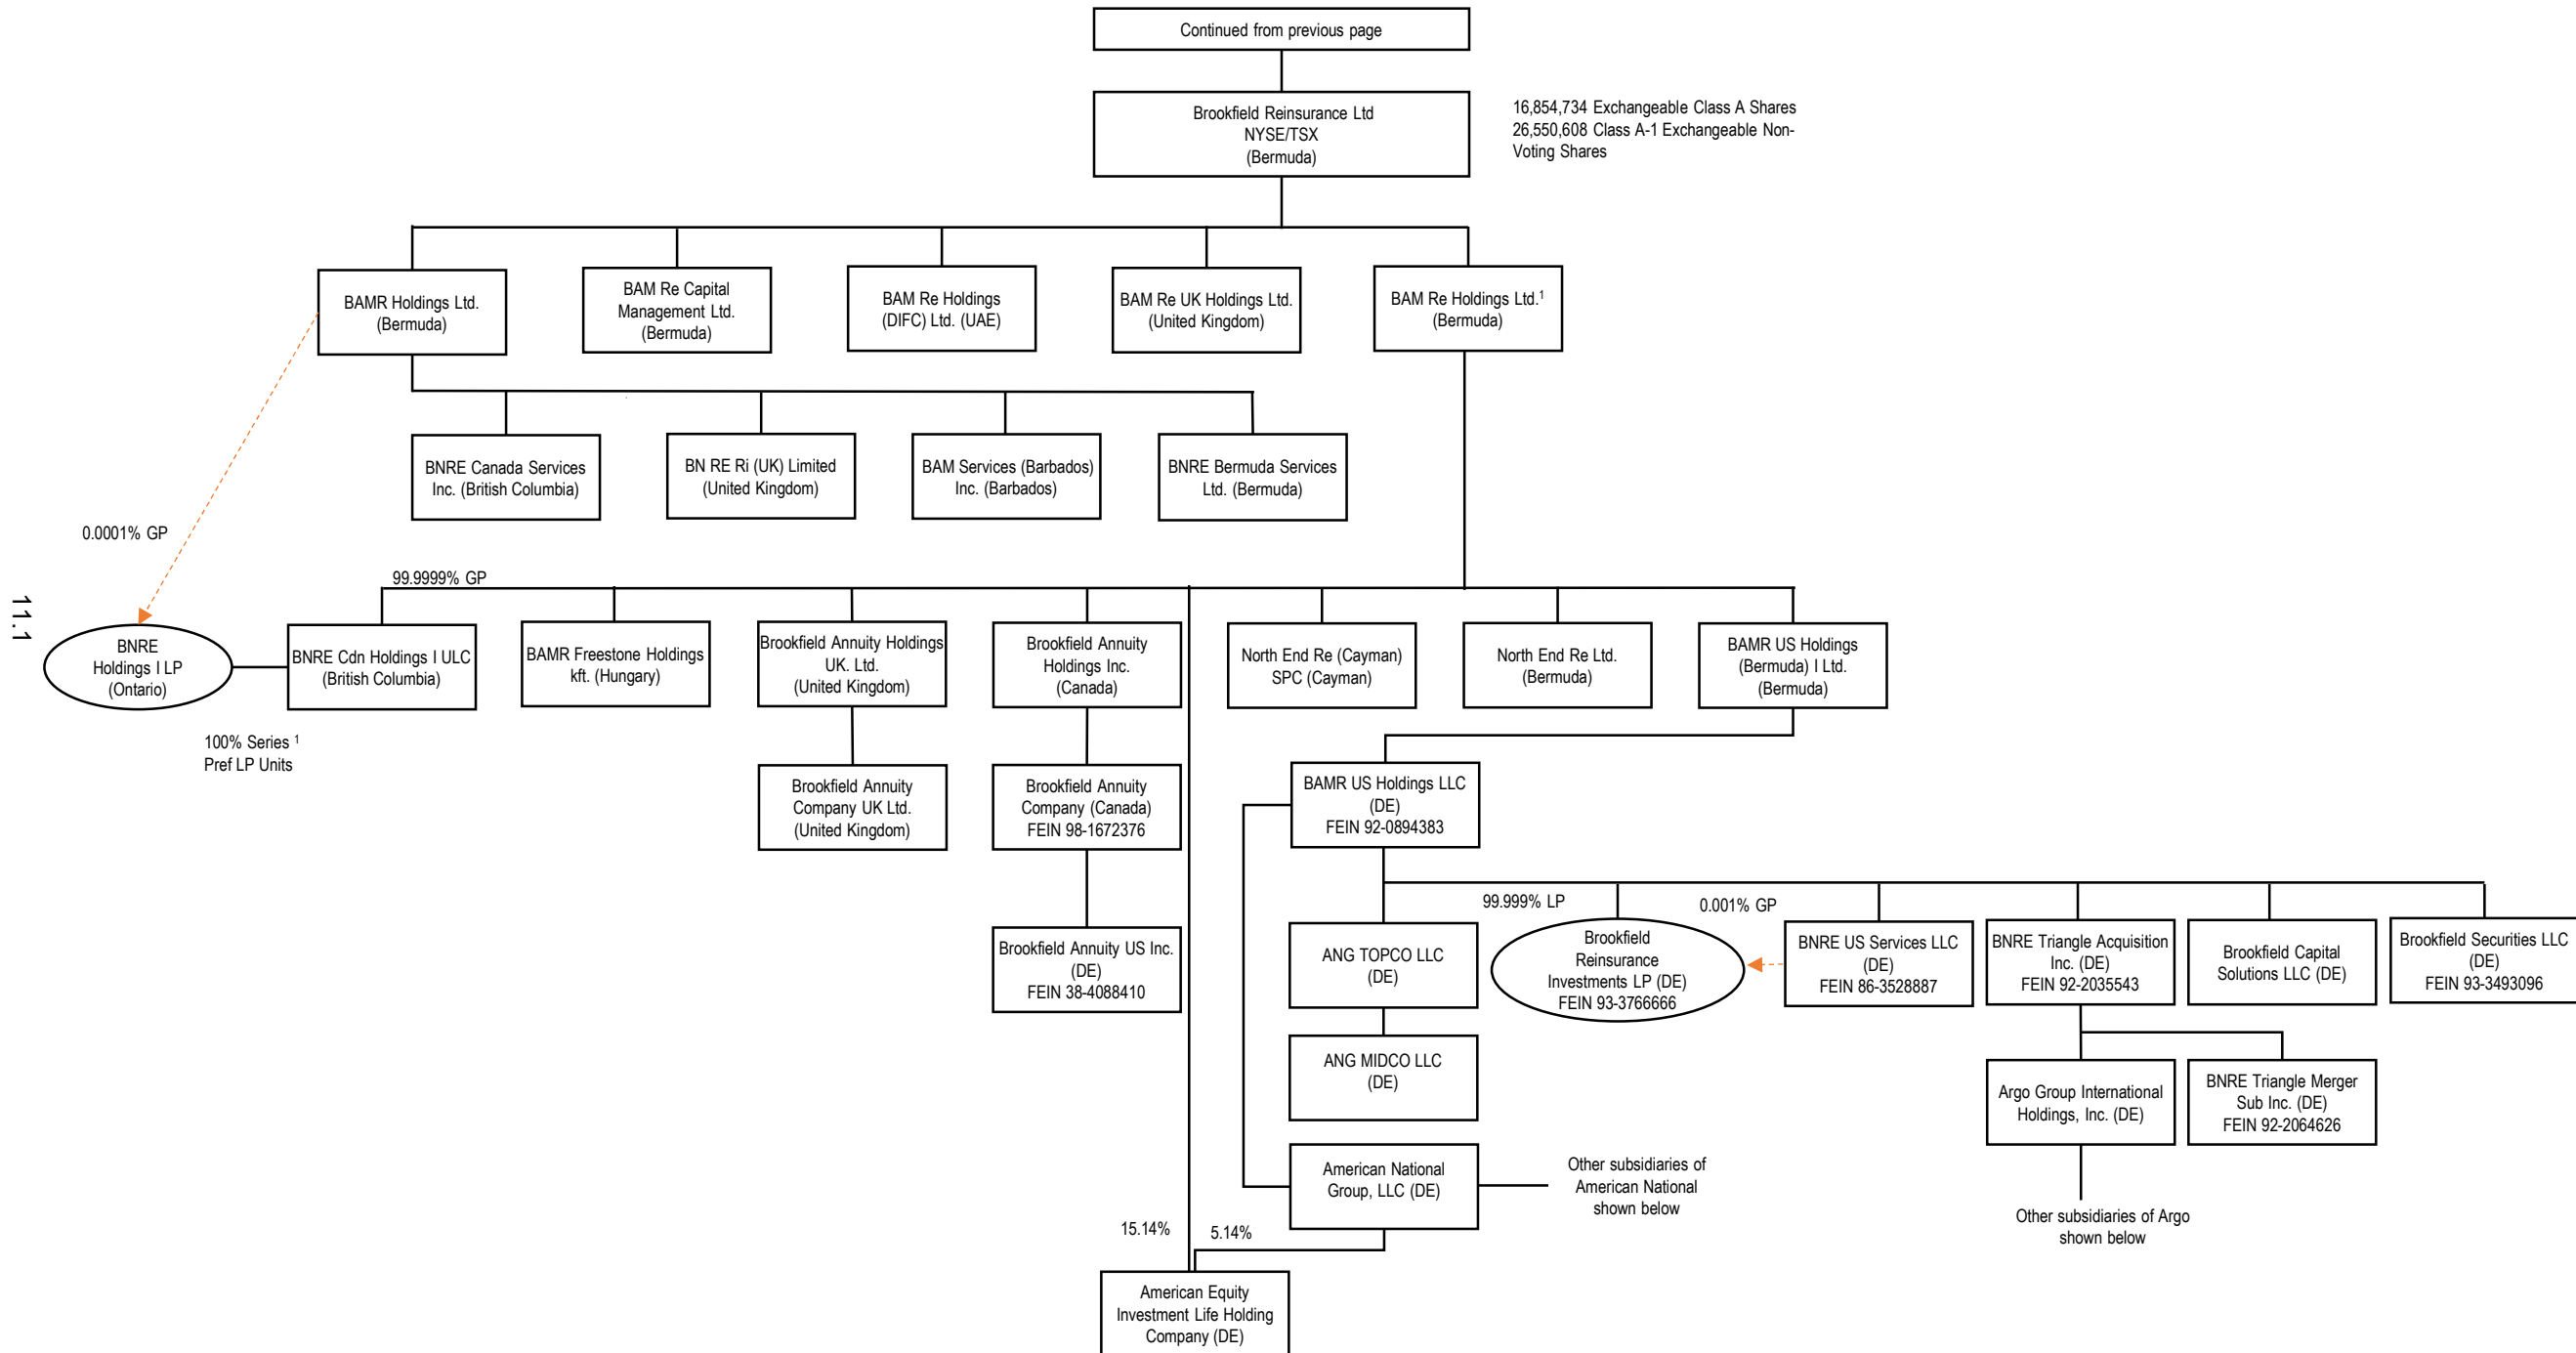 Continued from previous page
Brookfield Reinsurance Ltd
NYSE/TSX
(Bermuda)
16,854,734 Exchangeable Class A Shares
26,550,608 Class A-1 Exchangeable Non-
Voting Shares
BAMR Holdings Ltd.
(Bermuda)
BAM Re Capital
Management Ltd.
(Bermuda)
BAM Re Holdings
(DIFC) Ltd. (UAE)
BAM Re UK Holdings Ltd.
(United Kingdom)
BAM Re Holdings Ltd.¹
(Bermuda)
BNRE Canada Services
Inc. (British Columbia)
BN RE Ri (UK) Limited
(United Kingdom)
BAM Services (Barbados)
Inc. (Barbados)
BNRE Bermuda Services
Ltd. (Bermuda)
0.0001% GP
99.9999% GP
11.1
BNRE
Holdings I LP
(Ontario)
BNRE Cdn Holdings I ULC
(British Columbia)
BAMR Freestone Holdings
kft. (Hungary)
Brookfield Annuity Holdings
UK. Ltd.
(United Kingdom)
Brookfield Annuity
Holdings Inc.
(Canada)
North End Re (Cayman)
SPC (Cayman)
North End Re Ltd.
(Bermuda)
BAMR US Holdings
(Bermuda) I Ltd.
(Bermuda)
100% Series ¹
Pref LP Units
Brookfield Annuity
Company UK Ltd.
(United Kingdom)
Brookfield Annuity
Company (Canada)
FEIN 98-1672376
BAMR US Holdings LLC
(DE)
FEIN 92-0894383
99.999% LP
0.001% GP
Brookfield Annuity US Inc.
(DE)
FEIN 38-4088410
ANG TOPCO LLC
(DE)
Brookfield
Reinsurance
Investments LP (DE)
FEIN 93-3766666
BNRE US Services LLC
(DE)
FEIN 86-3528887
BNRE Triangle Acquisition
Inc. (DE)
FEIN 92-2035543
Brookfield Capital
Solutions LLC (DE)
Brookfield Securities LLC
(DE)
FEIN 93-3493096
ANG MIDCO LLC
(DE)
Argo Group International
Holdings, Inc. (DE)
BNRE Triangle Merger
Sub Inc. (DE)
FEIN 92-2064626
American National
Group, LLC (DE)
Other subsidiaries of
American National
shown below
Other subsidiaries of Argo
shown below
15.14%
5.14%
American Equity
Investment Life Holding
Company (DE)